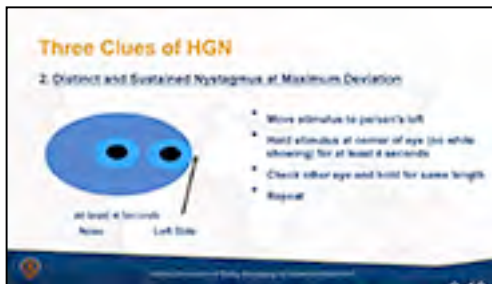 Three Clues of HGN
2. Distinct and Sustained Nystagmus at Maximum Deviation
• Move stimulus to person's left
• Hold stimulus at corner of eye (no white
showing) for at least 4 seconds
• Check other eye and hold for same length
• Repeat
at least 4 Seconds
Nose Left Side